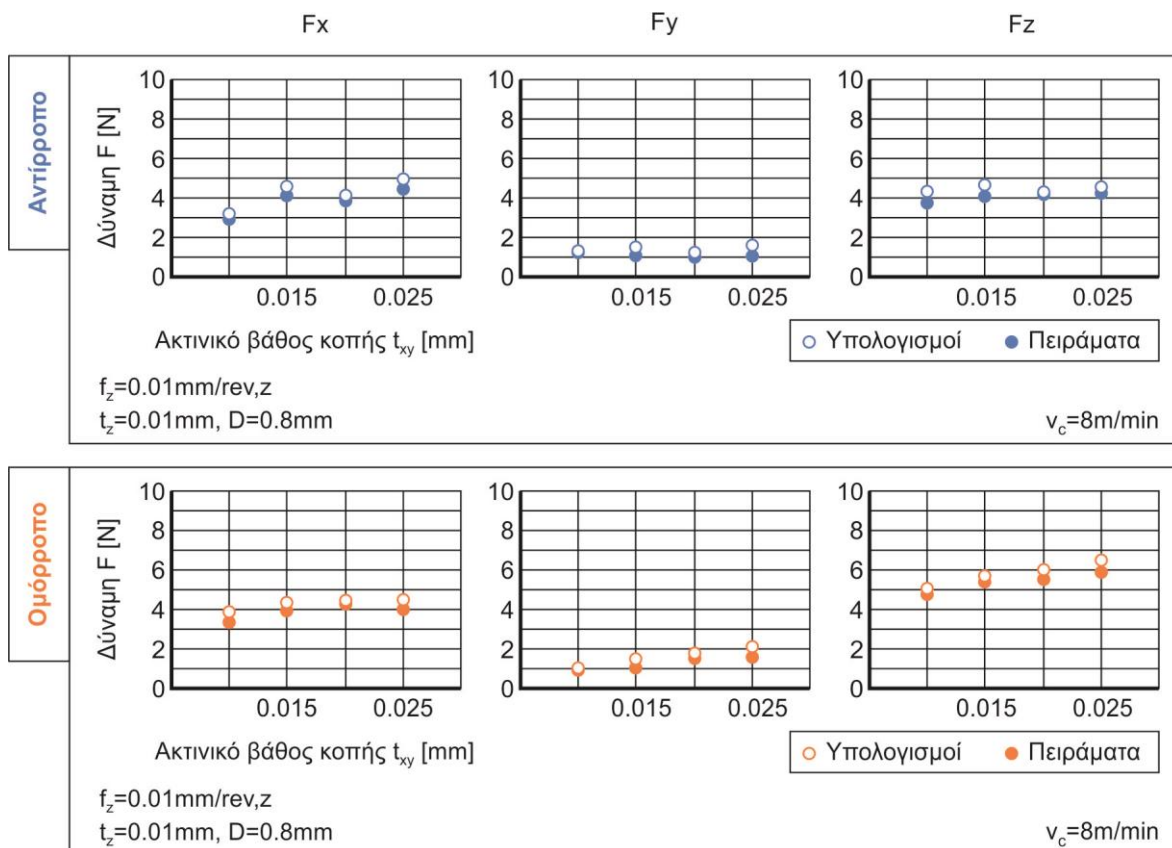 Fx Fy Fz
Αντίρροπο
Δύναμη F [N]
10 10 10
8 8 8
6 6 6
4 4 4
2 2 2
0 0 0
0.015 0.025 0.015 0.025 0.015 0.025
Ακτινικό βάθος κοπής txy [mm]
Υπολογισμοί Πειράματα
fz=0.01mm/rev,z
tz=0.01mm, D=0.8mm vc=8m/min
Ομόρροπο
Δύναμη F [N]
10 10 10
8 8 8
6 6 6
4 4 4
2 2 2
0 0 0
0.015 0.025 0.015 0.025 0.015 0.025
Ακτινικό βάθος κοπής txy [mm]
Υπολογισμοί Πειράματα
fz=0.01mm/rev,z
tz=0.01mm, D=0.8mm vc=8m/min